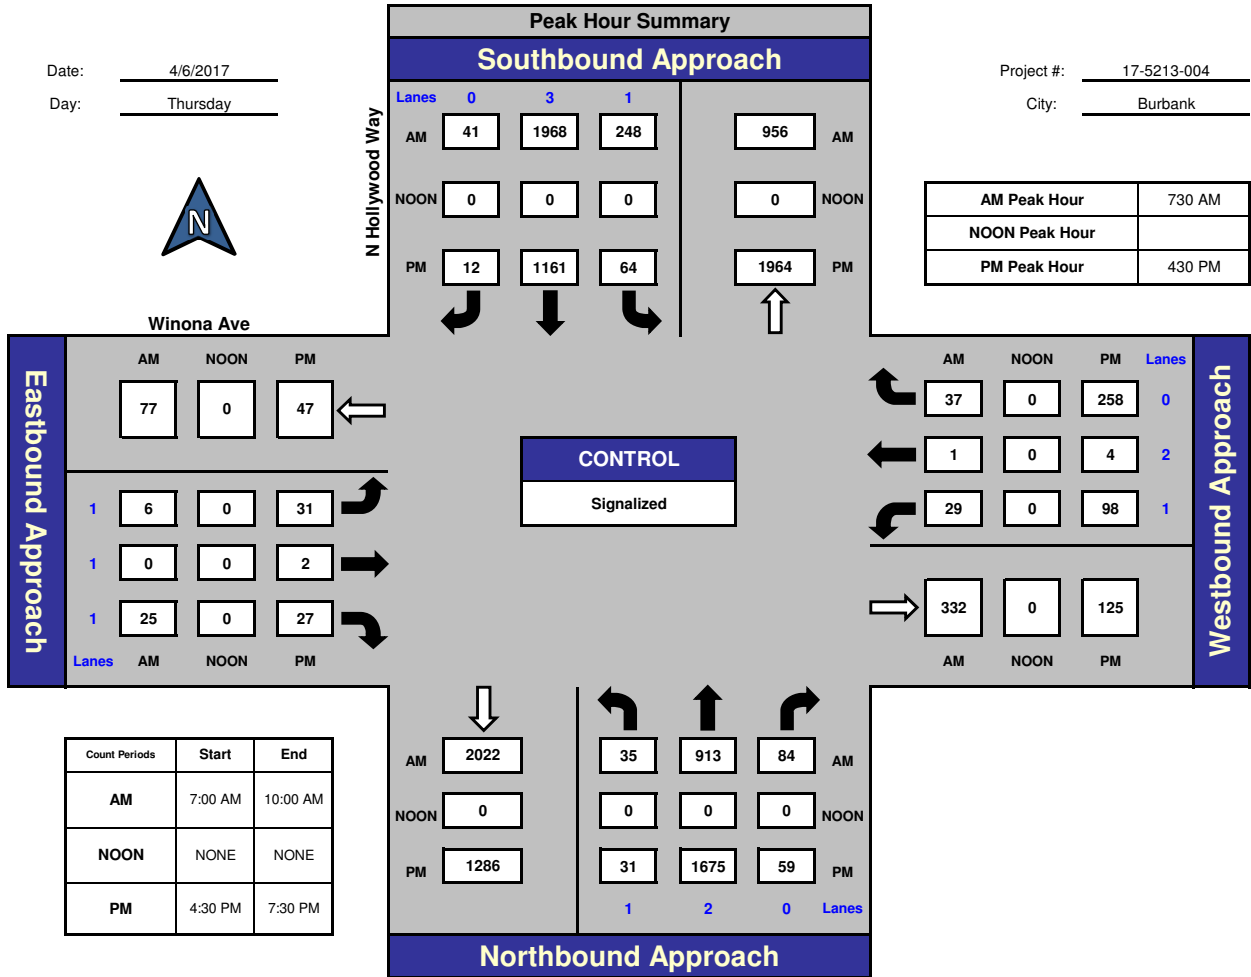 Peak Hour Summary
Southbound Approach
Date: 4/6/2017
Day: Thursday
Project #: 17-5213-004
City: Burbank
N Hollywood Way
Lanes 0 3 1
AM 41 1968 248 956 AM
NOON 0 0 0 0 NOON
PM 12 1161 64 1964 PM
N
AM Peak Hour 730 AM
NOON Peak Hour
PM Peak Hour 430 PM
Winona Ave
Eastbound Approach
AM NOON PM
77 0 47
1 6 0 31
1 0 0 2
1 25 0 27
Lanes AM NOON PM
CONTROL
Signalized
AM NOON PM Lanes
37 0 258 0
1 0 4 2
29 0 98 1
332 0 125
AM NOON PM
Westbound Approach
Count Periods Start End
AM 7:00 AM 10:00 AM
NOON NONE NONE
PM 4:30 PM 7:30 PM
AM 2022 35 913 84 AM
NOON 0 0 0 0 NOON
PM 1286 31 1675 59 PM
1 2 0 Lanes
Northbound Approach